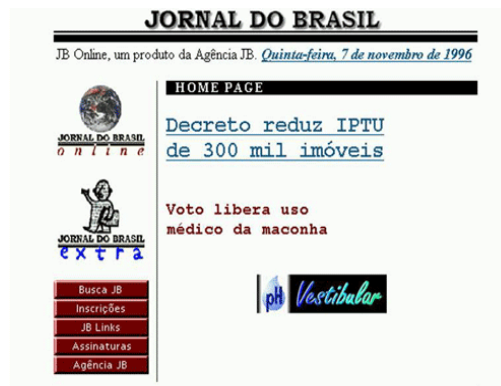 JORNAL DO BRASIL
JB Online, um produto da Agência JB. Quinta-feira, 7 de novembro de 1996
HOME PAGE
JORNAL DO BRASIL
online
Decreto reduz IPTU
de 300 mil imóveis
JORNAL DO BRASIL
extra
Voto libera uso
médico da maconha
pH Vestibular
Busca JB
Inscrições
JB Links
Assinaturas
Agência JB